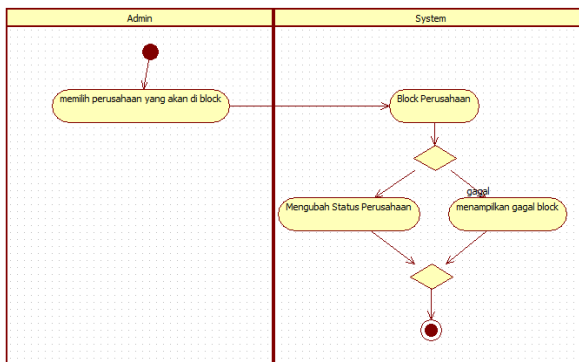 Admin
System
memilih perusahaan yang akan di block
Block Perusahaan
gagal
Mengubah Status Perusahaan
menampilkan gagal block